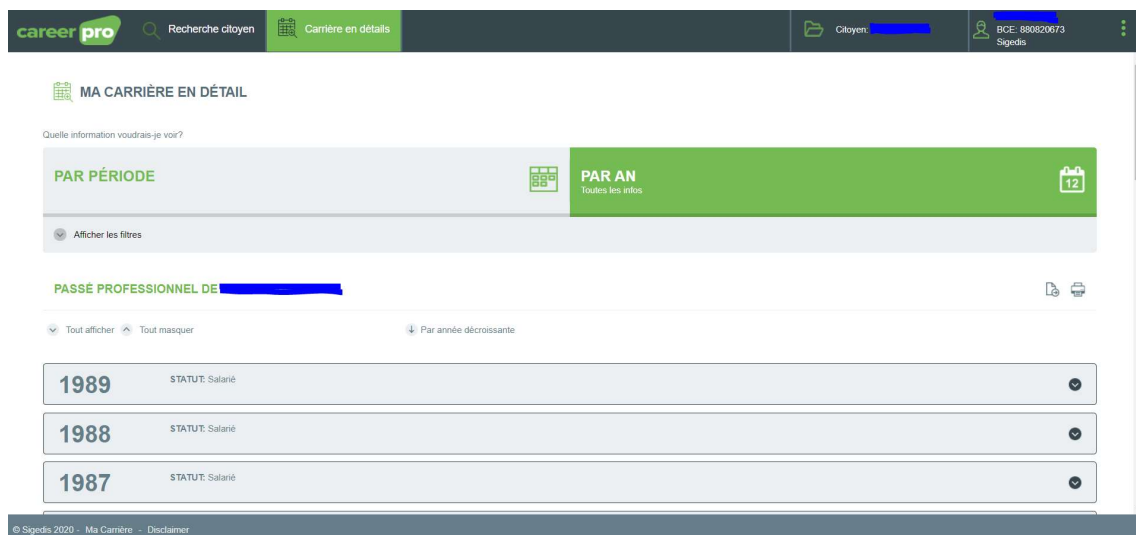 career pro
Recherche citoyen
Carrière en détails
Citoyen:
BCE: 880820673
Sigedis
MA CARRIÈRE EN DÉTAIL
Quelle information voudrais-je voir?
PAR PÉRIODE
PAR AN
Toutes les infos
12
Afficher les filtres
PASSÉ PROFESSIONNEL DE
Tout afficher Tout masquer
Par année décroissante
1989 STATUT: Salarié
1988 STATUT: Salarié
1987 STATUT: Salarié
© Sigedis 2020 - Ma Carrière - Disclaimer